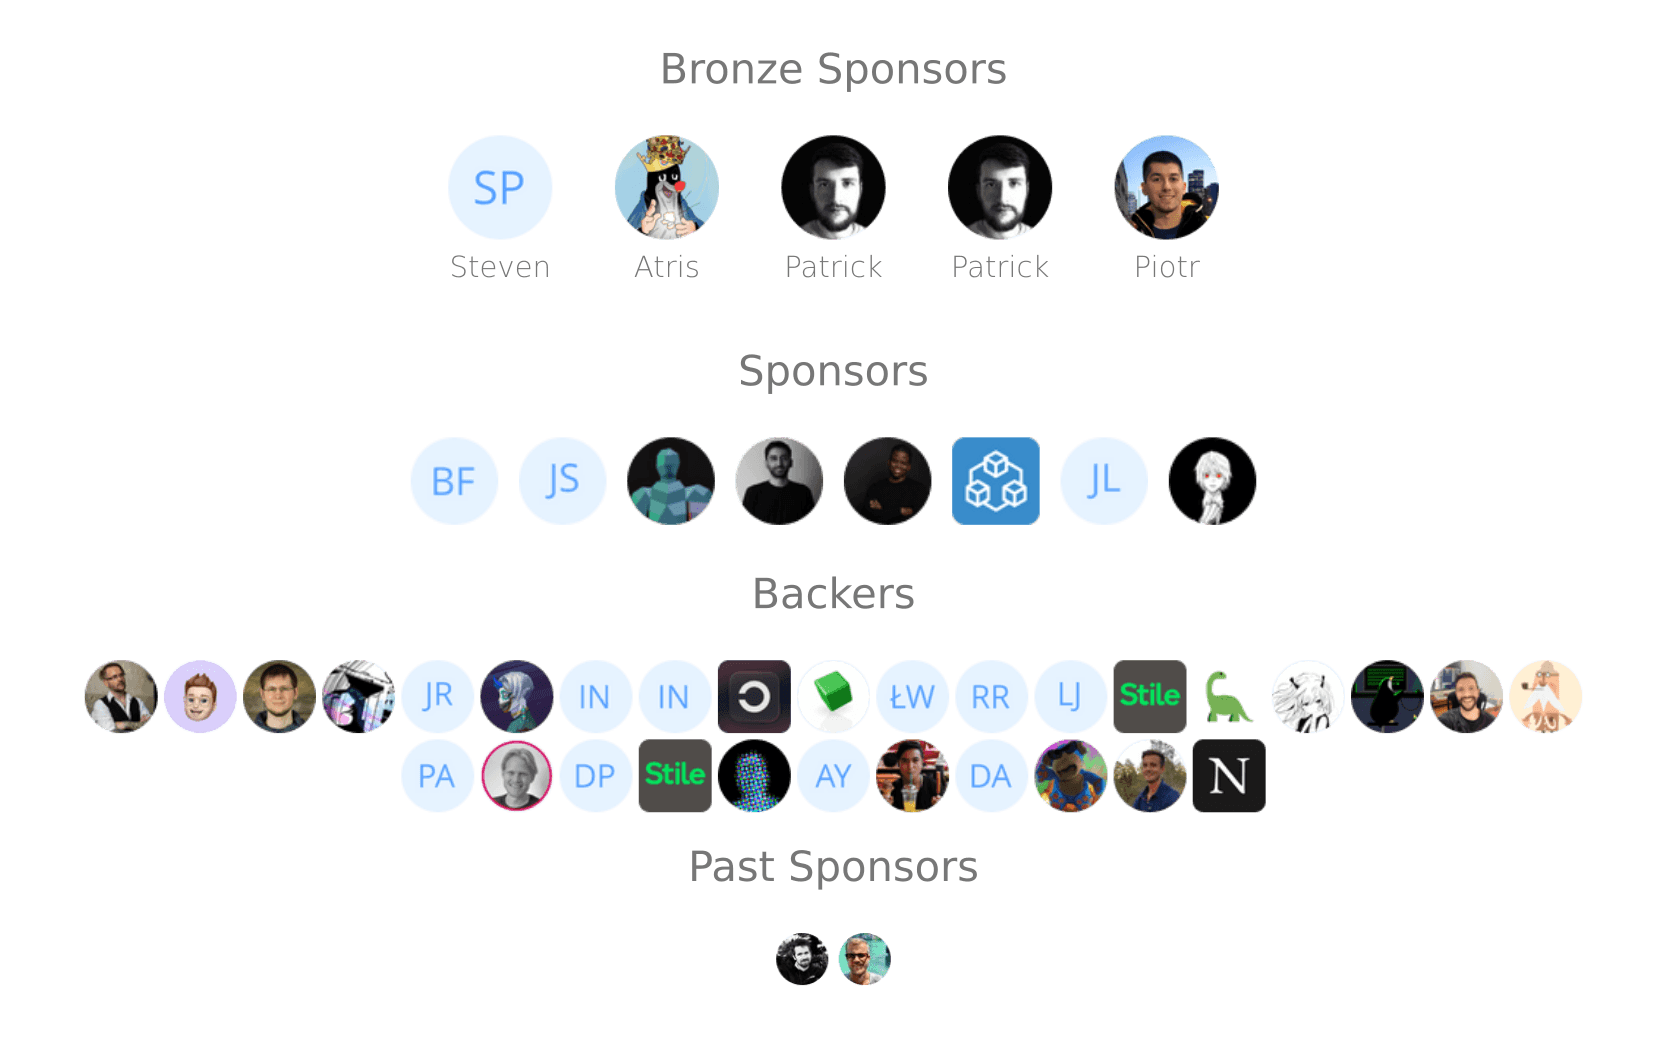 Bronze Sponsors
SP
Steven Atris Patrick Patrick Piotr
Sponsors
BF JS JL
Backers
JR IN IN ŁW RR LJ Stile
PA DP Stile AY DA N
Past Sponsors